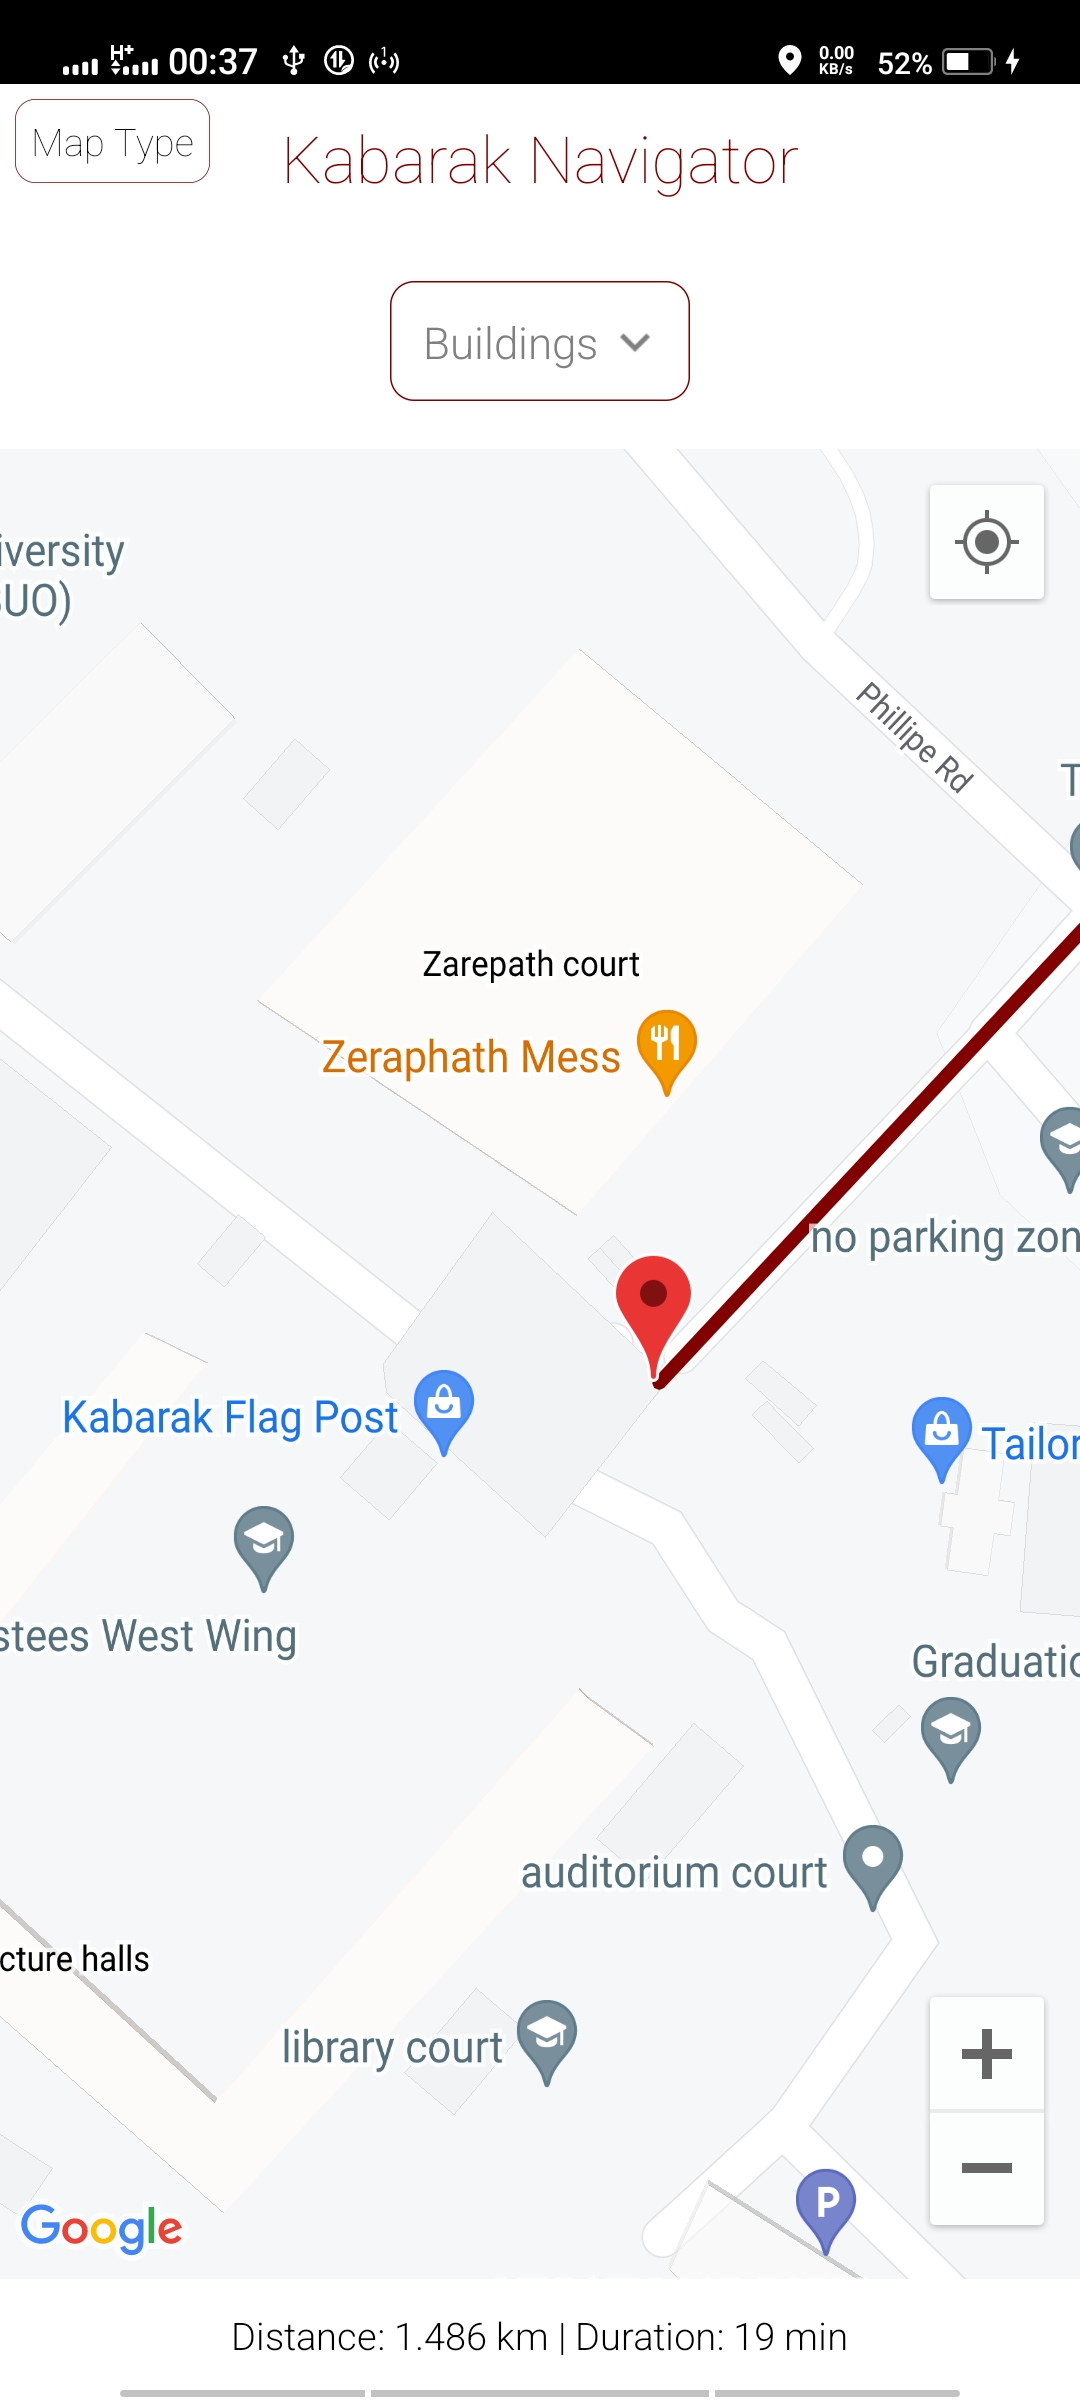 H+ 00:37 1 0.00 KB/s 52%
Map Type
Kabarak Navigator
Buildings
iversity
UO)
Phillipe Rd
T
Zarepath court
Zeraphath Mess
no parking zon
Kabarak Flag Post
Tailor
stees West Wing
Graduatio
auditorium court
cture halls
library court
P
Google
Distance: 1.486 km | Duration: 19 min